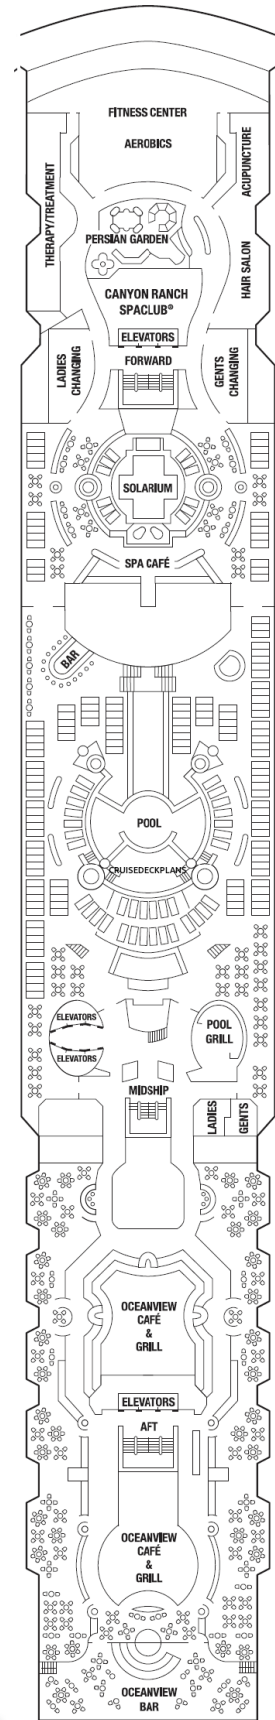 FITNESS CENTER
AEROBICS
THERAPY/TREATMENT
ACUPUNCTURE
PERSIAN GARDEN
HAIR SALON
CANYON RANCH
SPACLUB®
ELEVATORS
FORWARD
LADIES
CHANGING
GENTS
CHANGING
SOLARIUM
SPA CAFÉ
BAR
POOL
CRUISEDECKPLANS
ELEVATORS
ELEVATORS
POOL
GRILL
MIDSHIP
LADIES
GENTS
OCEANVIEW
CAFÉ
&
GRILL
ELEVATORS
AFT
OCEANVIEW
CAFÉ
&
GRILL
OCEANVIEW
BAR